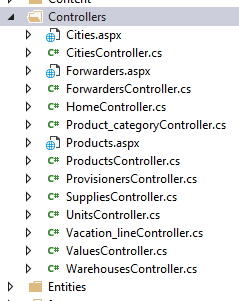 Controllers
Cities.aspx
CitiesController.cs
Forwarders.aspx
ForwardersController.cs
HomeController.cs
Product_categoryController.cs
Products.aspx
ProductsController.cs
ProvisionersController.cs
SuppliesController.cs
UnitsController.cs
Vacation_lineController.cs
ValuesController.cs
WarehousesController.cs
Entities